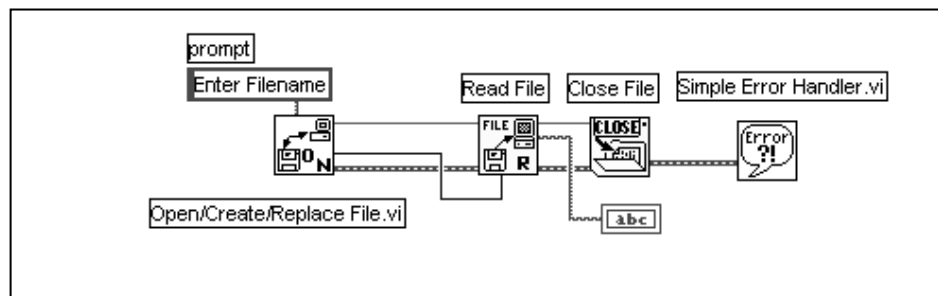 prompt
Enter Filename
Read File
Close File
Simple Error Handler.vi
FILE
R
CLOSE
Error
?!
O
N
Open/Create/Replace File.vi
abc